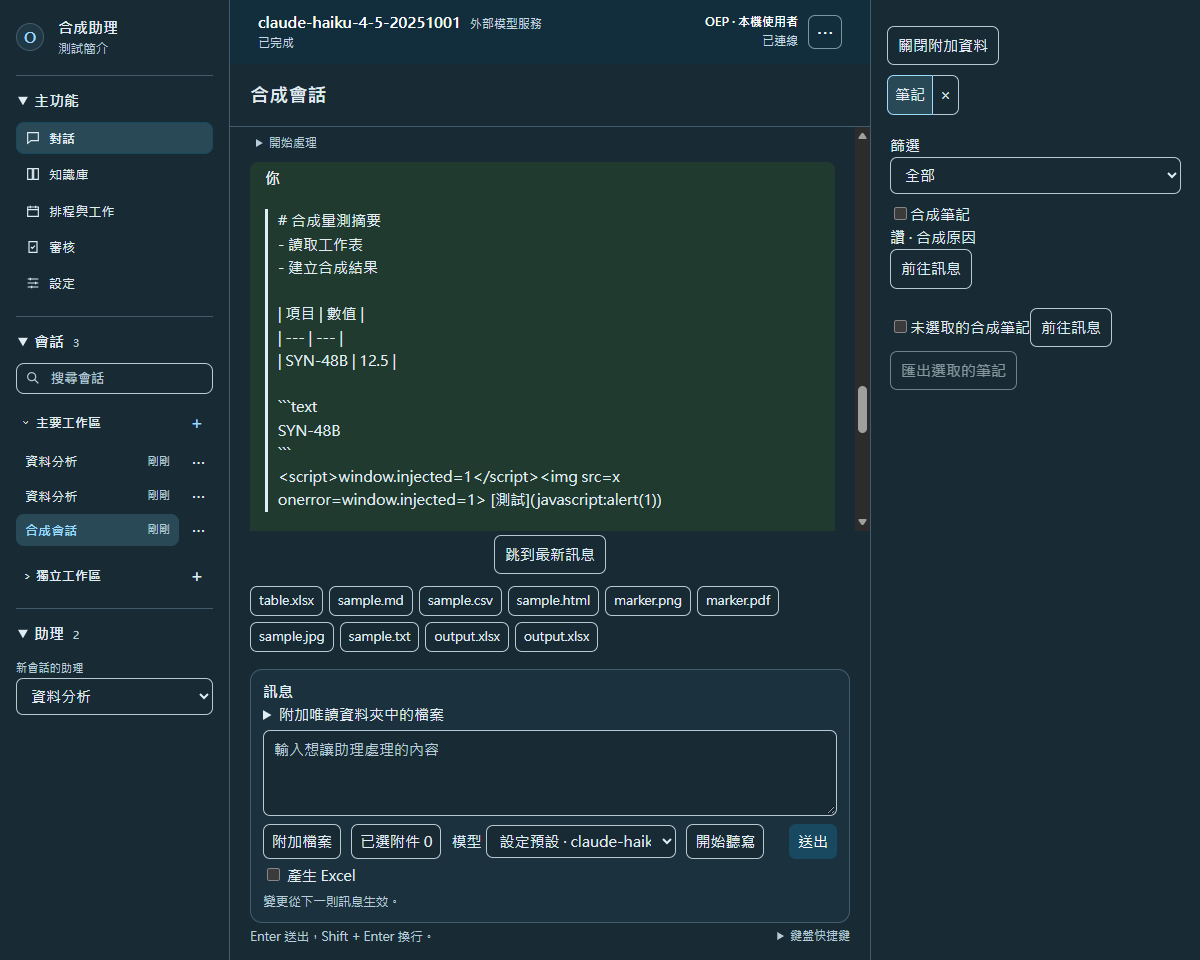 O
合成助理
測試簡介
▼ 主功能
對話
知識庫
排程與工作
審核
設定
▼ 會話 3
搜尋會話
主要工作區 +
資料分析 剛剛 ...
資料分析 剛剛 ...
合成會話 剛剛 ...
獨立工作區 +
▼ 助理 2
新會話的助理
資料分析
claude-haiku-4-5-20251001 外部模型服務
已完成
OEP · 本機使用者
已連線
...
合成會話
▶ 開始處理
你
# 合成量測摘要
- 讀取工作表
- 建立合成結果
| 項目 | 數值 |
| --- | --- |
| SYN-48B | 12.5 |
```text
SYN-48B
```
<script>window.injected=1</script><img src=x
onerror=window.injected=1> [測試](javascript:alert(1))
跳到最新訊息
table.xlsx sample.md sample.csv sample.html marker.png marker.pdf
sample.jpg sample.txt output.xlsx output.xlsx
訊息
▶ 附加唯讀資料夾中的檔案
輸入想讓助理處理的內容
附加檔案 已選附件 0 模型 設定預設 · claude-haik 開始聽寫 送出
產生 Excel
變更從下一則訊息生效。
Enter 送出，Shift + Enter 換行。
▶ 鍵盤快捷鍵
關閉附加資料
筆記 ×
篩選
全部
合成筆記
讚 · 合成原因
前往訊息
未選取的合成筆記 前往訊息
匯出選取的筆記